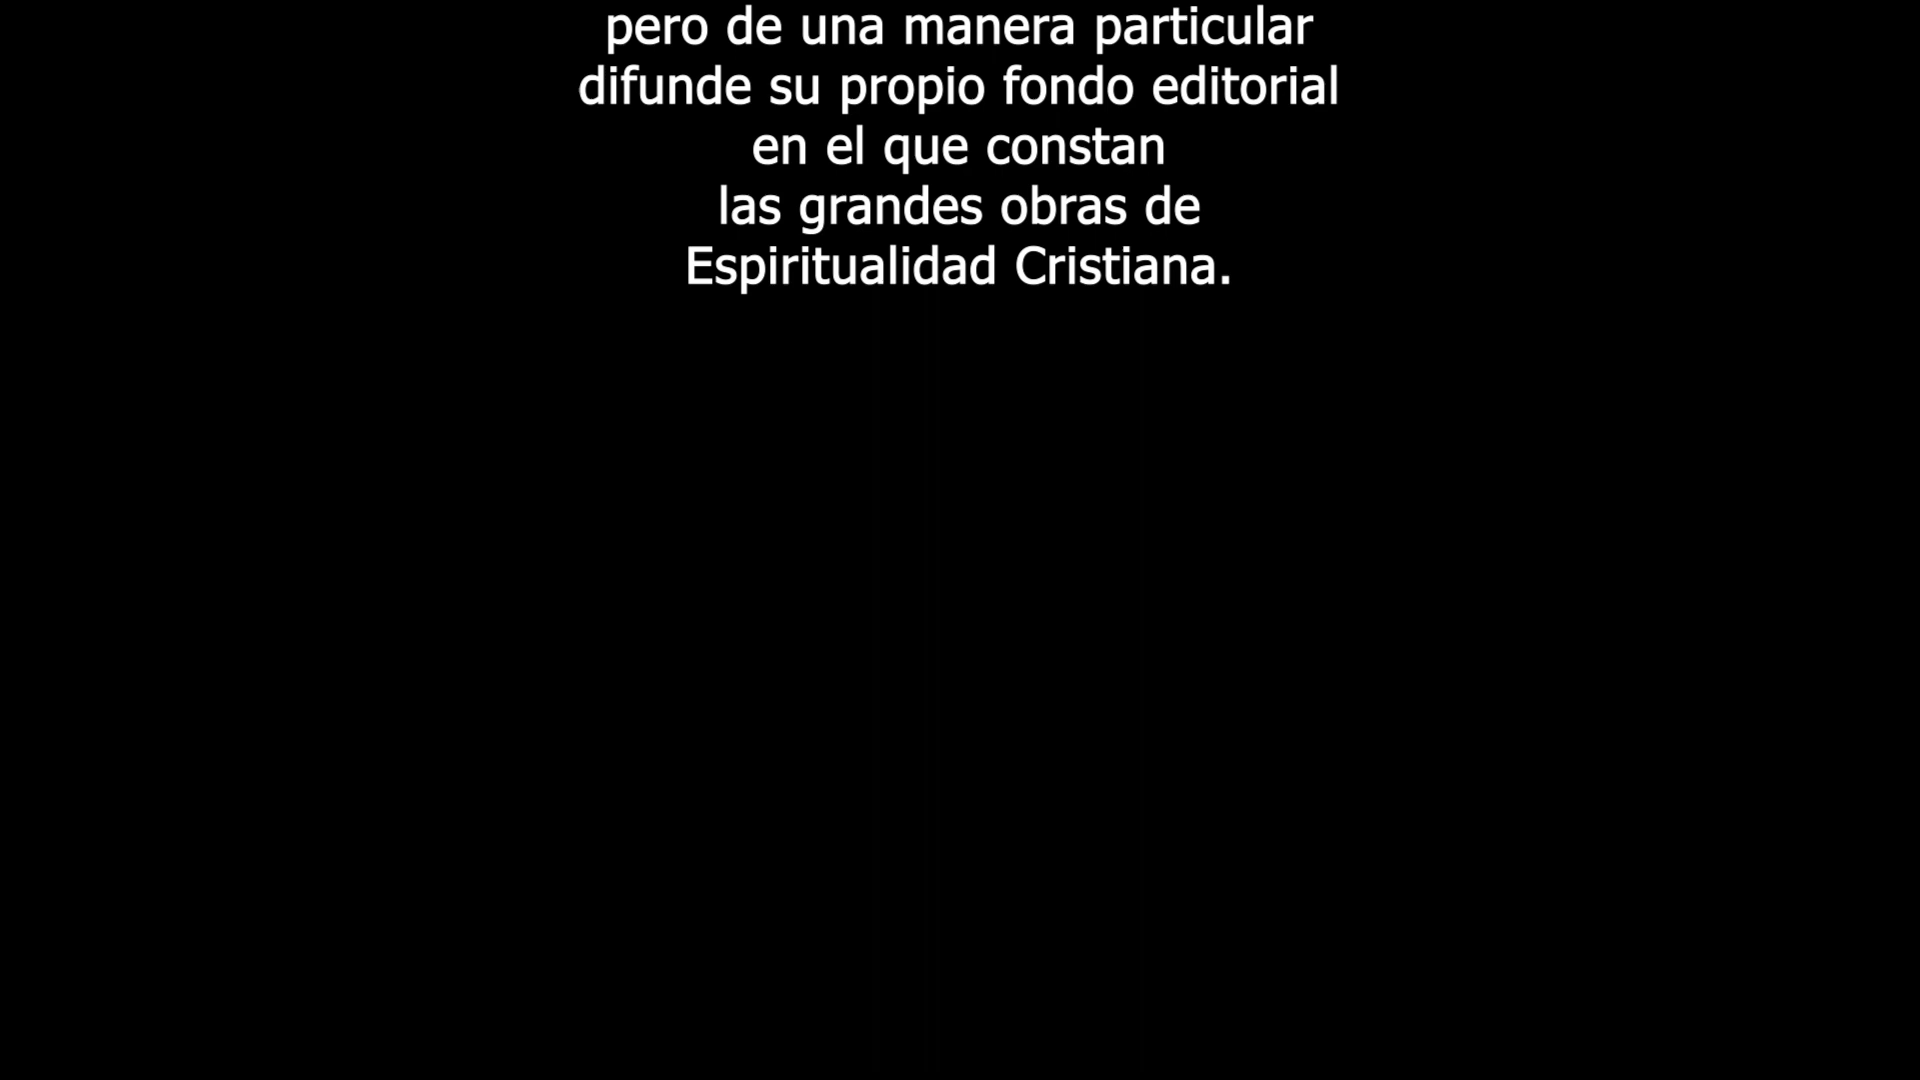 pero de una manera particular
difunde su propio fondo editorial
en el que constan
las grandes obras de
Espiritualidad Cristiana.